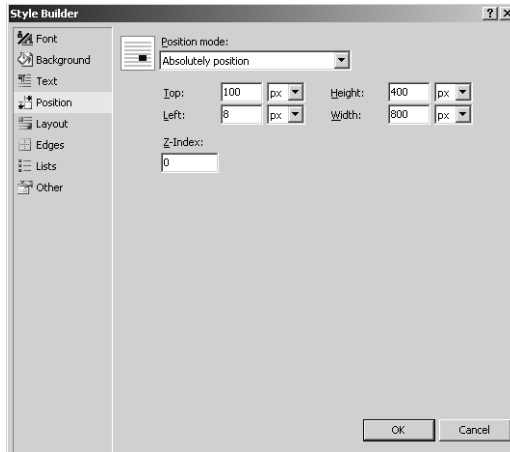 Style Builder
Font
Background
Text
Position
Layout
Edges
Lists
Other
Position mode:
Absolutely position
Top: 100 px Height: 400 px
Left: 8 px Width: 800 px
Z-Index:
0
OK Cancel